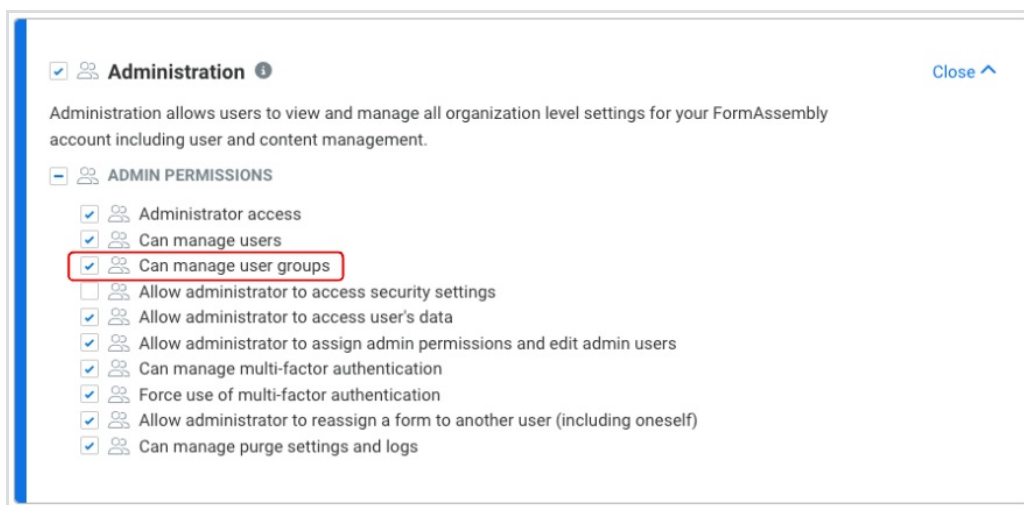 Administration
Close
Administration allows users to view and manage all organization level settings for your FormAssembly
account including user and content management.
ADMIN PERMISSIONS
Administrator access
Can manage users
Can manage user groups
Allow administrator to access security settings
Allow administrator to access user's data
Allow administrator to assign admin permissions and edit admin users
Can manage multi-factor authentication
Force use of multi-factor authentication
Allow administrator to reassign a form to another user (including oneself)
Can manage purge settings and logs